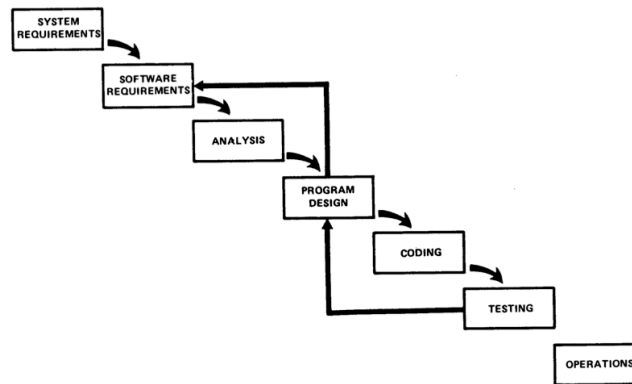 SYSTEM
REQUIREMENTS
SOFTWARE
REQUIREMENTS
ANALYSIS
PROGRAM
DESIGN
CODING
TESTING
OPERATIONS